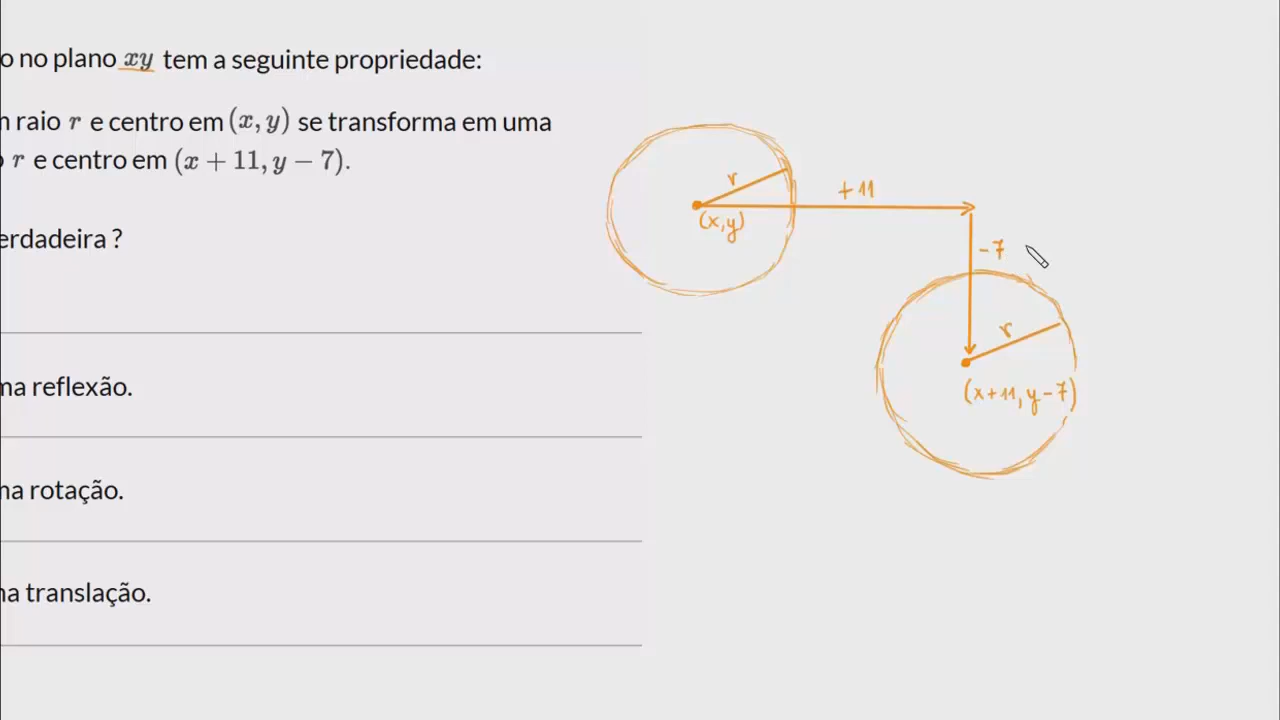 o no plano xy tem a seguinte propriedade:
raio r e centro em (x, y) se transforma em uma
r e centro em (x + 11, y − 7).
erdadeira ?
ma reflexão.
na rotação.
na translação.
r
(x,y)
+11
-7
r
(x+11, y-7)